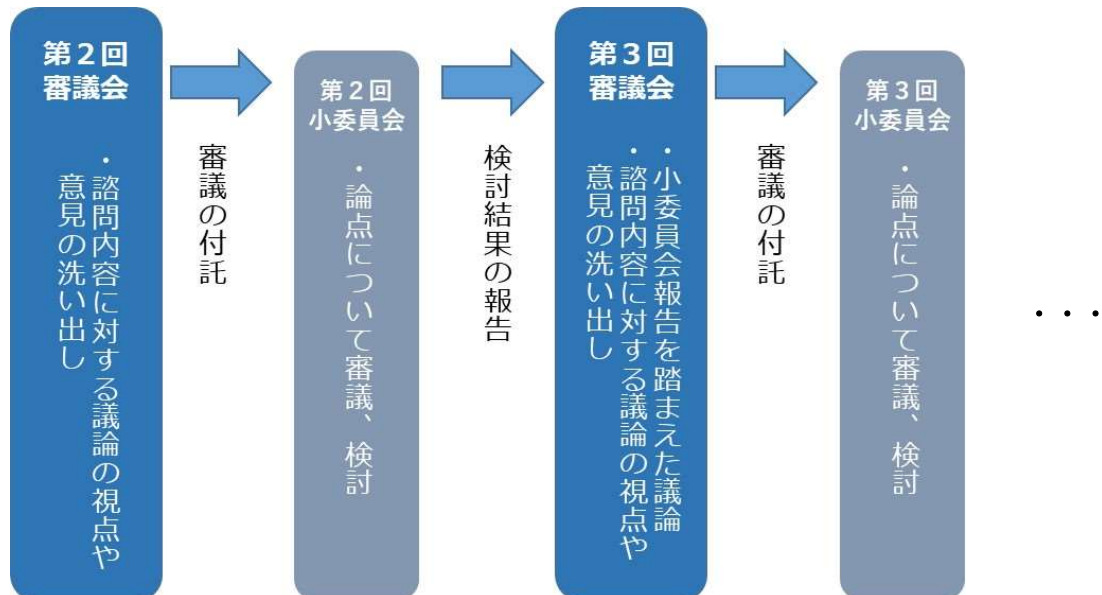 第２回
審議会
・諮問内容に対する議論の視点や
意見の洗い出し
審議の付託
第２回
小委員会
・論点について審議、検討
検討結果の報告
第３回
審議会
・小委員会報告を踏まえた議論
・諮問内容に対する議論の視点や
意見の洗い出し
審議の付託
第３回
小委員会
・論点について審議、検討
・・・